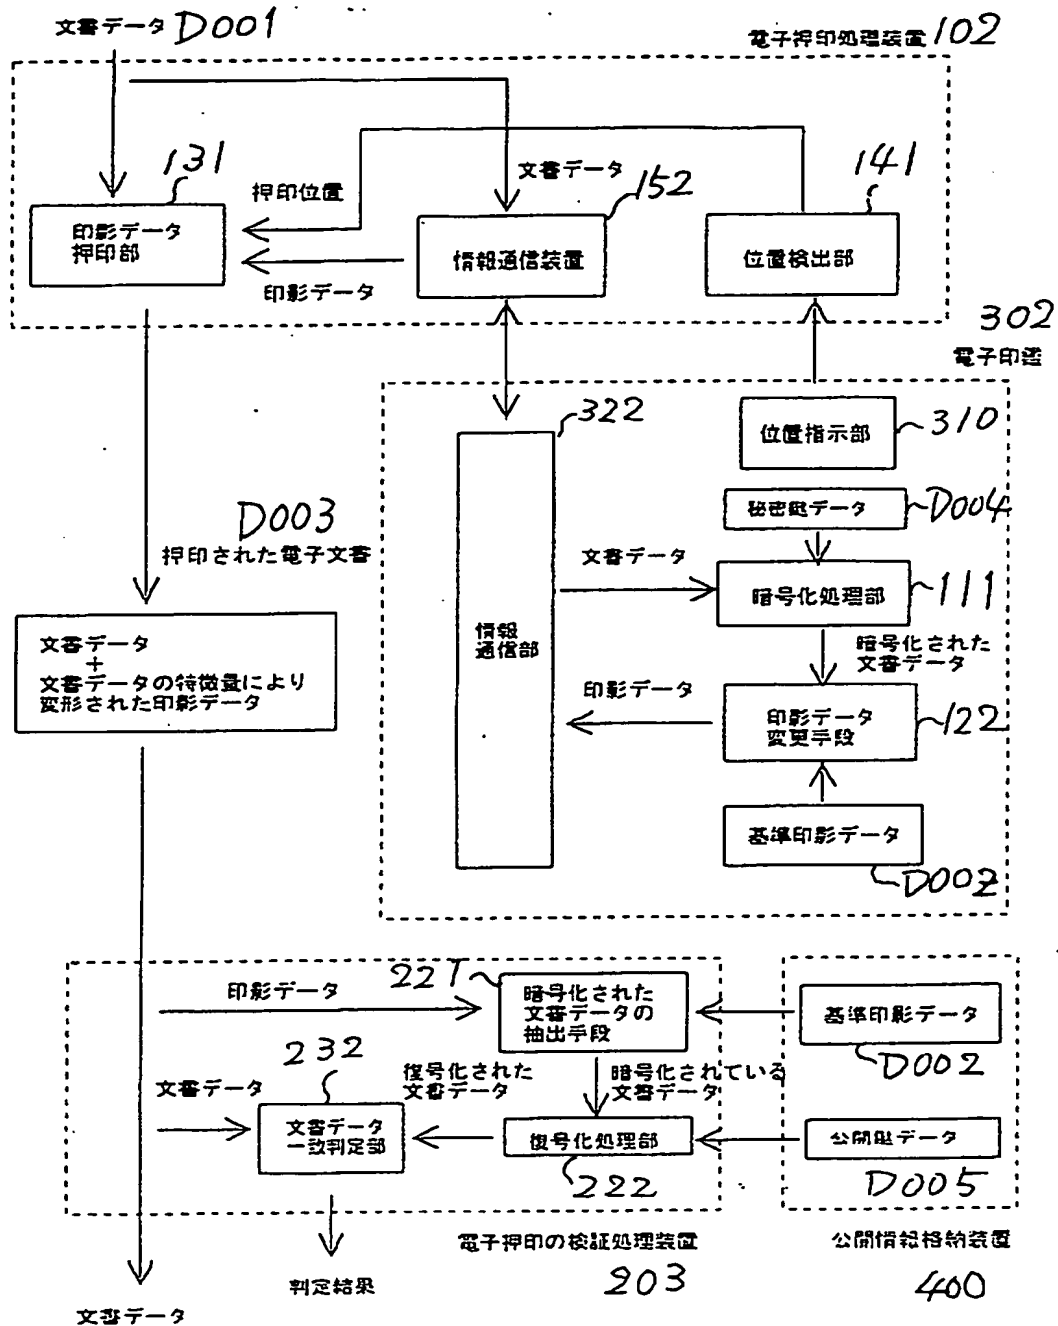 文書データ D001
電子押印処理装置 102
131
文書データ
152
141
押印位置
印影データ
押印部
情報通信装置
位置検出部
印影データ
302
電子印鑑
322
位置指示部
310
秘密鍵データ
D004
D003
押印された電子文書
文書データ
暗号化処理部
111
情報
通信部
暗号化された
文書データ
文書データ
+
文書データの特徴量により
変形された印影データ
印影データ
印影データ
変更手段
122
基準印影データ
D002
221
印影データ
暗号化された
文書データの
抽出手段
基準印影データ
D002
232
復号化された
文書データ
暗号化されている
文書データ
文書データ
文書データ
一致判定部
復号化処理部
222
公開鍵データ
D005
電子押印の検証処理装置
203
公開情報格納装置
400
判定結果
文書データ